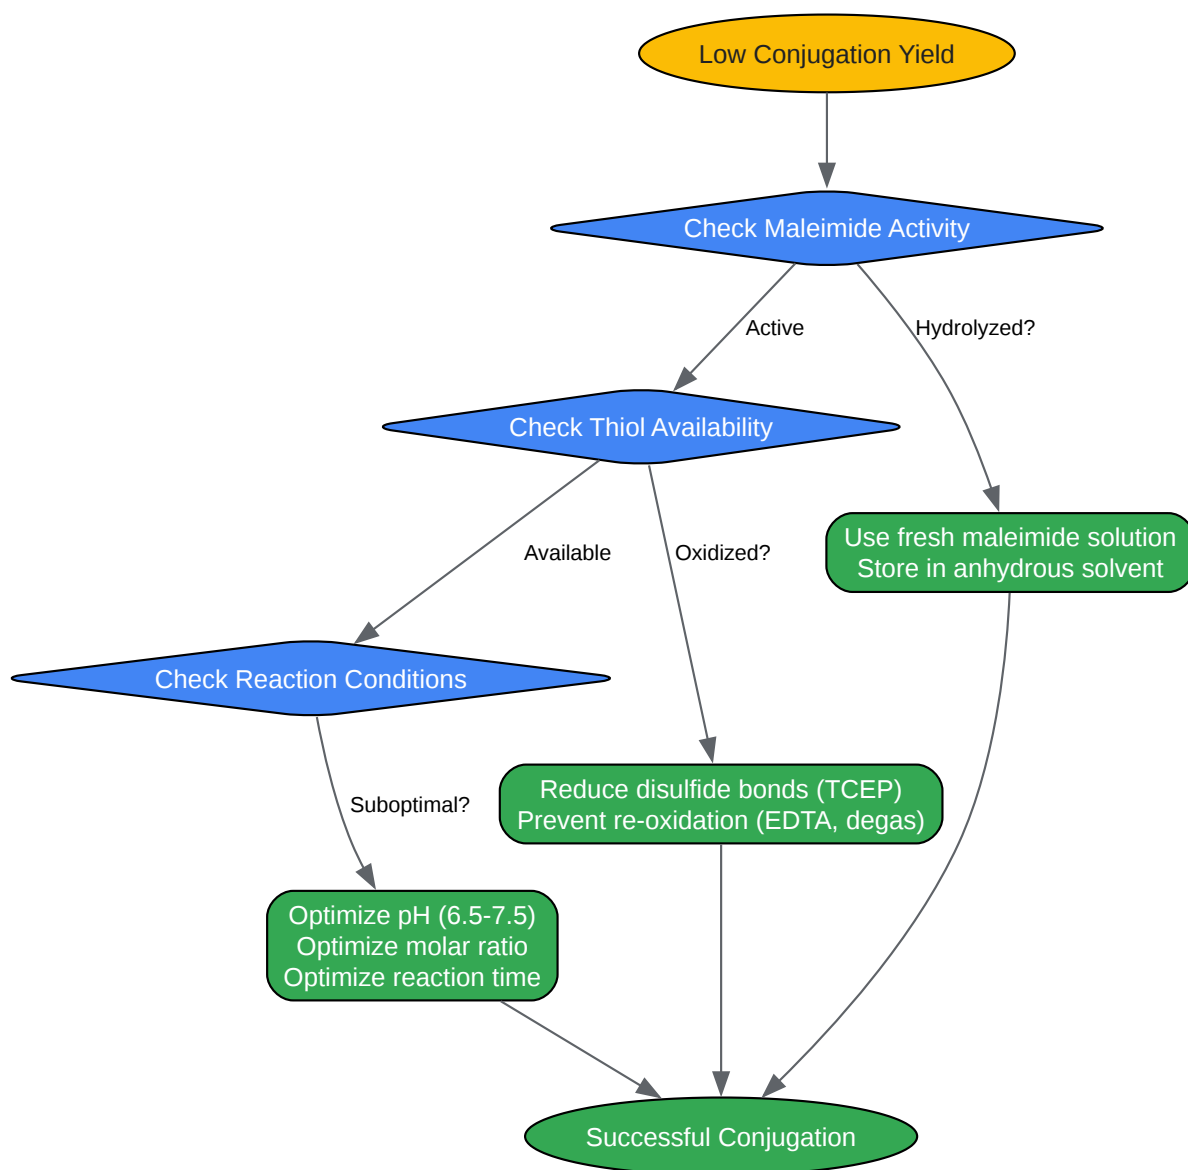 Low Conjugation Yield
Check Maleimide Activity
Active
Hydrolyzed?
Check Thiol Availability
Available
Oxidized?
Use fresh maleimide solution
Store in anhydrous solvent
Check Reaction Conditions
Suboptimal?
Reduce disulfide bonds (TCEP)
Prevent re-oxidation (EDTA, degas)
Optimize pH (6.5-7.5)
Optimize molar ratio
Optimize reaction time
Successful Conjugation